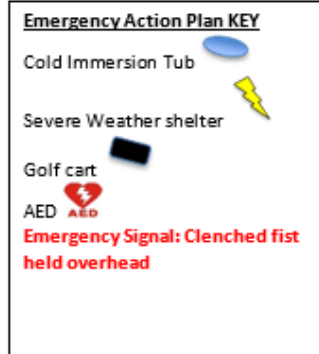 Emergency Action Plan KEY
Cold Immersion Tub
Severe Weather shelter
Golf cart
AED AED
Emergency Signal: Clenched fist
held overhead